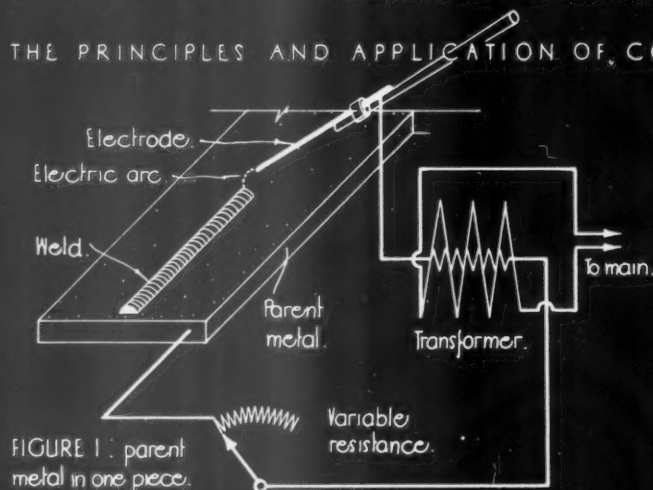 THE PRINCIPLES AND APPLICATION OF
Electrode.
Electric arc.
Weld.
Parent
metal.
To main.
Transformer.
Variable
resistance.
FIGURE 1 : parent
metal in one piece.